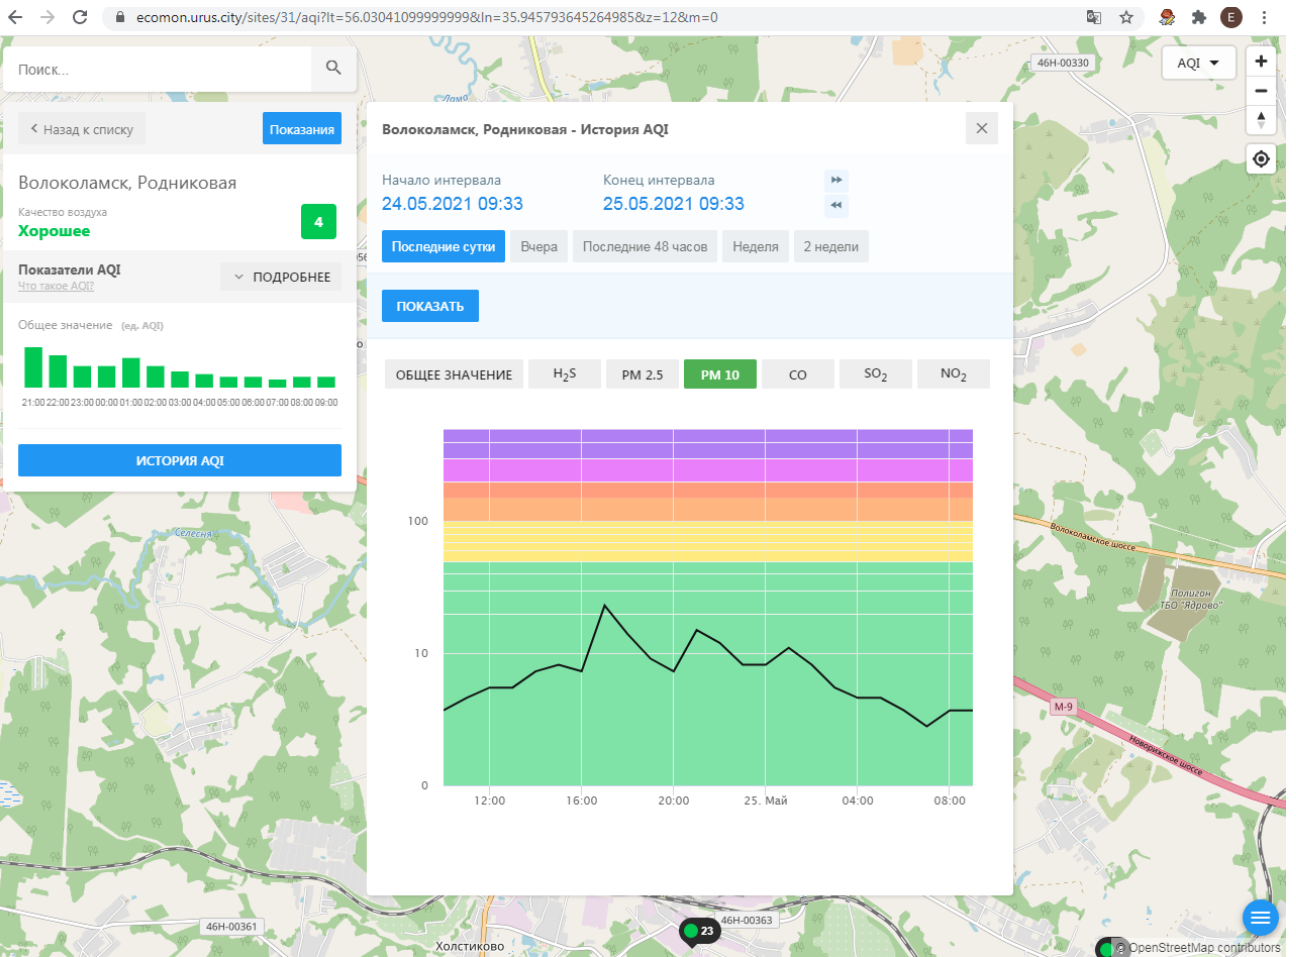 ecomon.urus.city/sites/31/aqi?lt=56.03041099999999&ln=35.945793645264985&z=12&m=0
E
Поиск...
46Н-00330
AQI
Назад к списку
Показания
Волоколамск, Родниковая - История AQI
Волоколамск, Родниковая
Качество воздуха
Хорошее
4
Начало интервала
Конец интервала
24.05.2021 09:33
25.05.2021 09:33
Последние сутки
Вчера
Последние 48 часов
Неделя
2 недели
Показатели AQI
Что такое AQI?
ПОДРОБНЕЕ
ПОКАЗАТЬ
Общее значение (ед. AQI)
21:00 22:00 23:00 00:00 01:00 02:00 03:00 04:00 05:00 06:00 07:00 08:00 09:00
ИСТОРИЯ AQI
ОБЩЕЕ ЗНАЧЕНИЕ
H2S
PM 2.5
PM 10
CO
SO2
NO2
100
10
0
12:00
16:00
20:00
25. Май
04:00
08:00
Лама
Селесня
Волоколамское шоссе
Полигон
ТБО "Ядрово"
М-9
Новорижское шоссе
46Н-00361
46Н-00363
23
Холстиково
© OpenStreetMap contributors